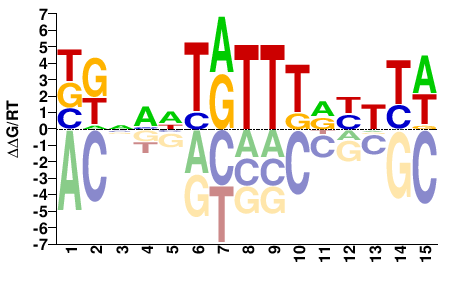 ΔΔG/RT
7
6
5
4
3
2
1
0
-1
-2
-3
-4
-5
-6
-7
T G C A
G T A C
A
A G T
A T G
T C A G
A G C T
T A C G
T A C G
T G C
A G T C
T C A G
T C
T C G
A T C
1 2 3 4 5 6 7 8 9 10 11 12 13 14 15